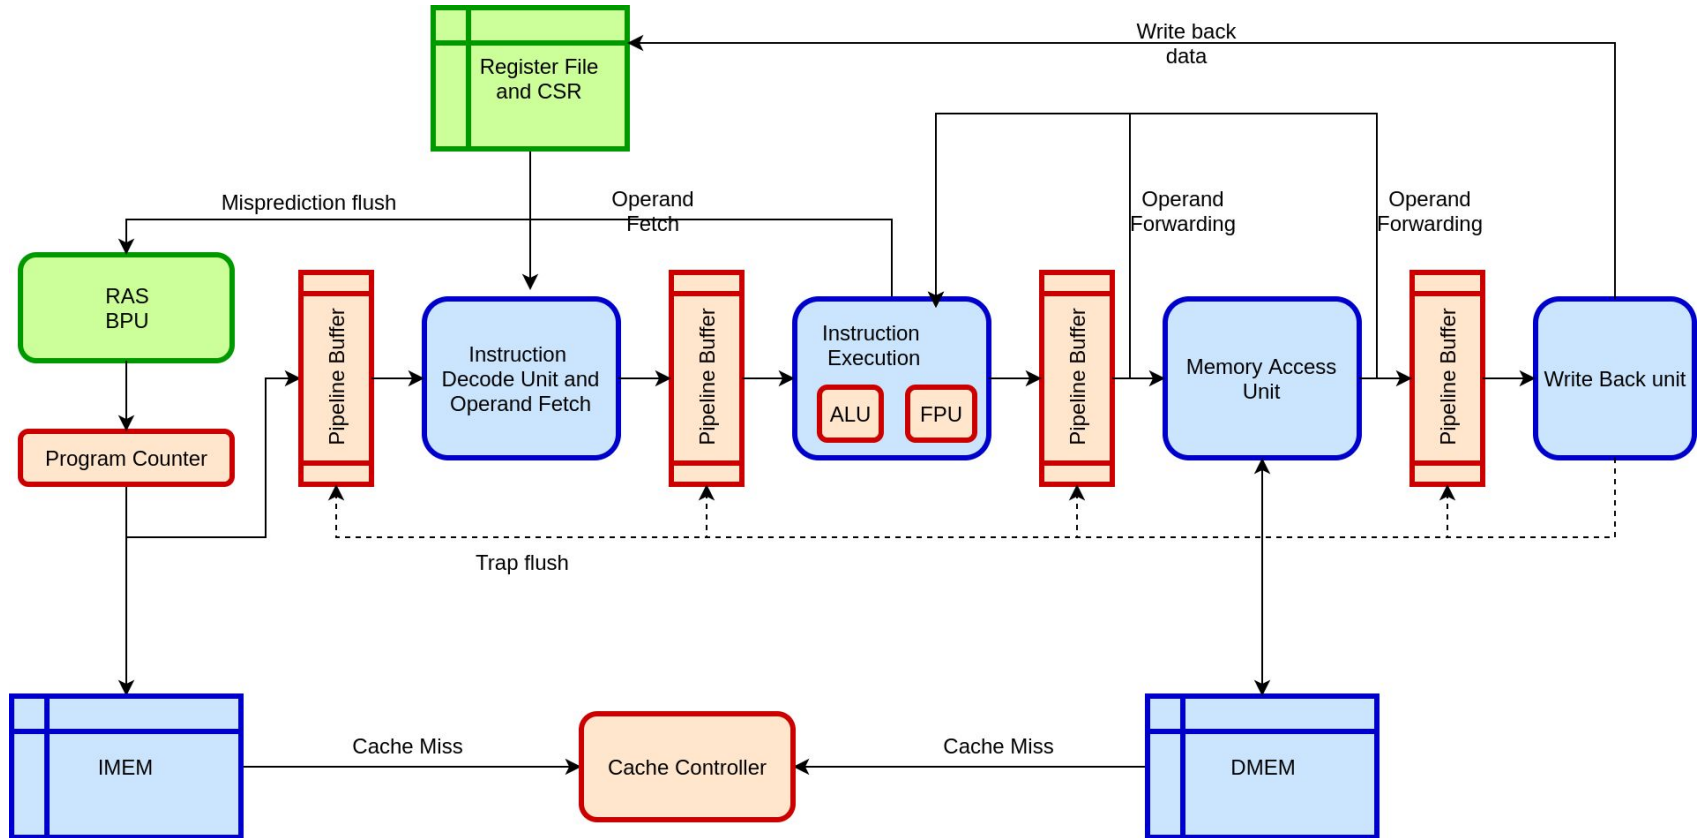 Write back
data
Register File
and CSR
Misprediction flush
Operand
Fetch
Operand
Forwarding
Operand
Forwarding
RAS
BPU
Program Counter
Pipeline Buffer
Instruction
Decode Unit and
Operand Fetch
Pipeline Buffer
Instruction
Execution
ALU
FPU
Pipeline Buffer
Memory Access
Unit
Pipeline Buffer
Write Back unit
Trap flush
IMEM
Cache Miss
Cache Controller
Cache Miss
DMEM